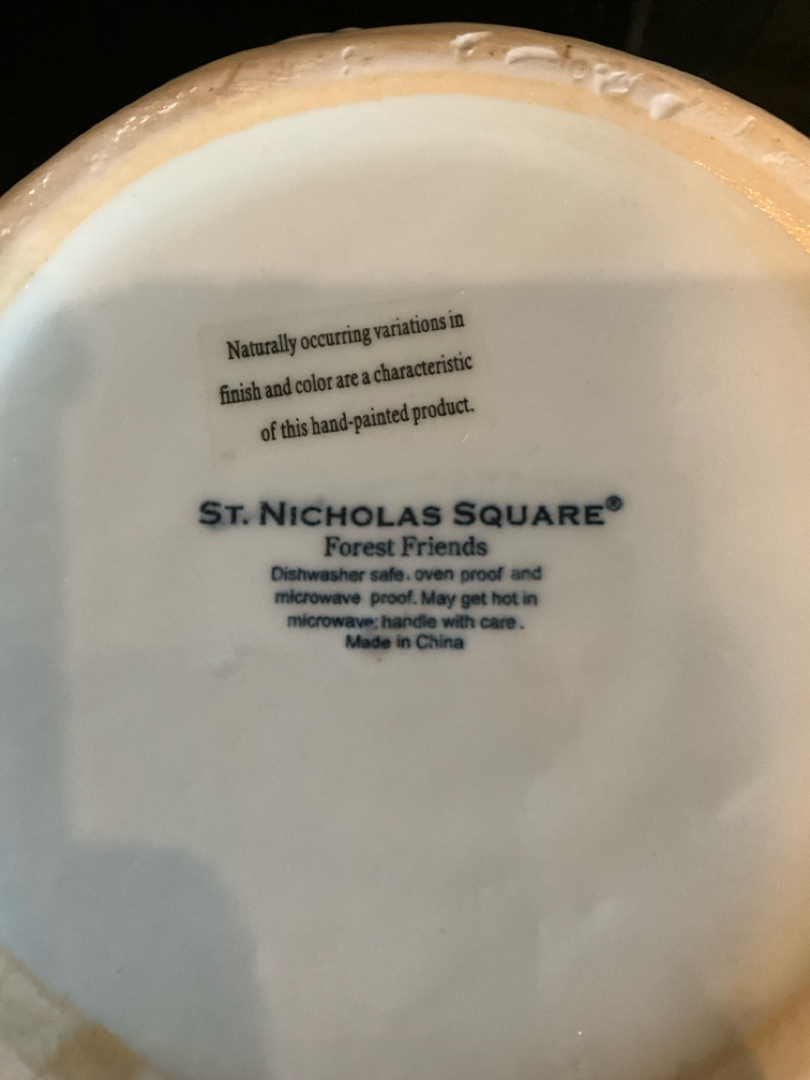 Naturally occurring variations in
finish and color are a characteristic
of this hand-painted product.
ST. NICHOLAS SQUARE®
Forest Friends
Dishwasher safe, oven proof and
microwave proof. May get hot in
microwave; handle with care.
Made in China